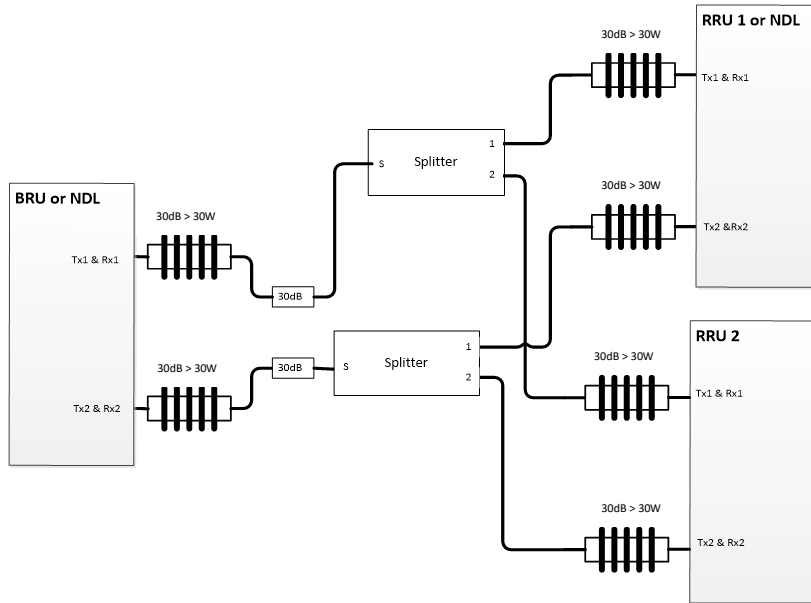 RRU 1 or NDL
30dB > 30W
Tx1 & Rx1
Splitter
S
1
2
BRU or NDL
30dB > 30W
30dB > 30W
Tx2 &Rx2
Tx1 & Rx1
30dB
RRU 2
Splitter
S
1
2
30dB > 30W
30dB
30dB > 30W
Tx1 & Rx1
Tx2 & Rx2
30dB > 30W
Tx2 & Rx2